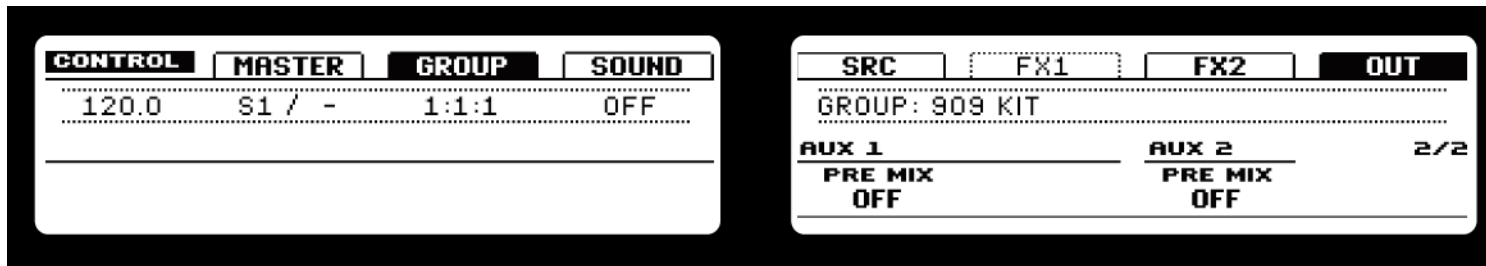 CONTROL MASTER GROUP SOUND
120.0 S1 / - 1:1:1 OFF
SRC FX1 FX2 OUT
GROUP: 909 KIT
AUX 1 AUX 2 2/2
PRE MIX PRE MIX
OFF OFF